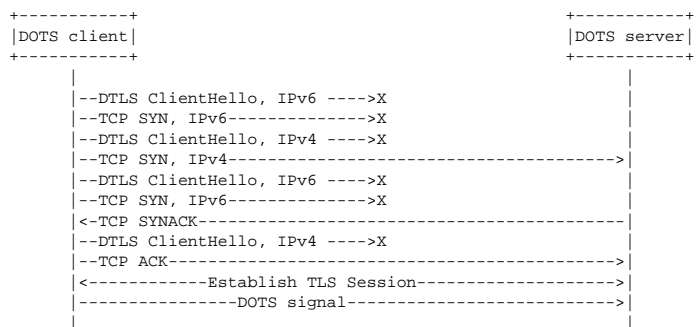 +-----------+ +-----------+
|DOTS client| |DOTS server|
+-----------+ +-----------+
| |
|--DTLS ClientHello, IPv6 ---->X |
|--TCP SYN, IPv6-------------->X |
|--DTLS ClientHello, IPv4 ---->X |
|--TCP SYN, IPv4--------------------------------------->|
|--DTLS ClientHello, IPv6 ---->X |
|--TCP SYN, IPv6-------------->X |
|<-TCP SYNACK-------------------------------------------|
|--DTLS ClientHello, IPv4 ---->X |
|--TCP ACK--------------------------------------------->|
|<------------Establish TLS Session-------------------->|
|----------------DOTS signal--------------------------->|
| |